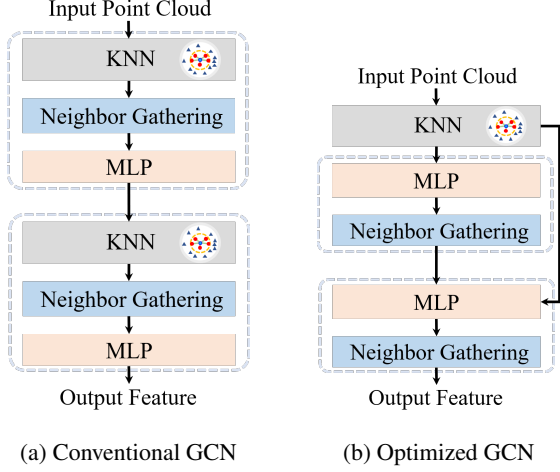 Input Point Cloud
KNN
Neighbor Gathering
MLP
KNN
Neighbor Gathering
MLP
Output Feature
(a) Conventional GCN
Input Point Cloud
KNN
MLP
Neighbor Gathering
MLP
Neighbor Gathering
Output Feature
(b) Optimized GCN